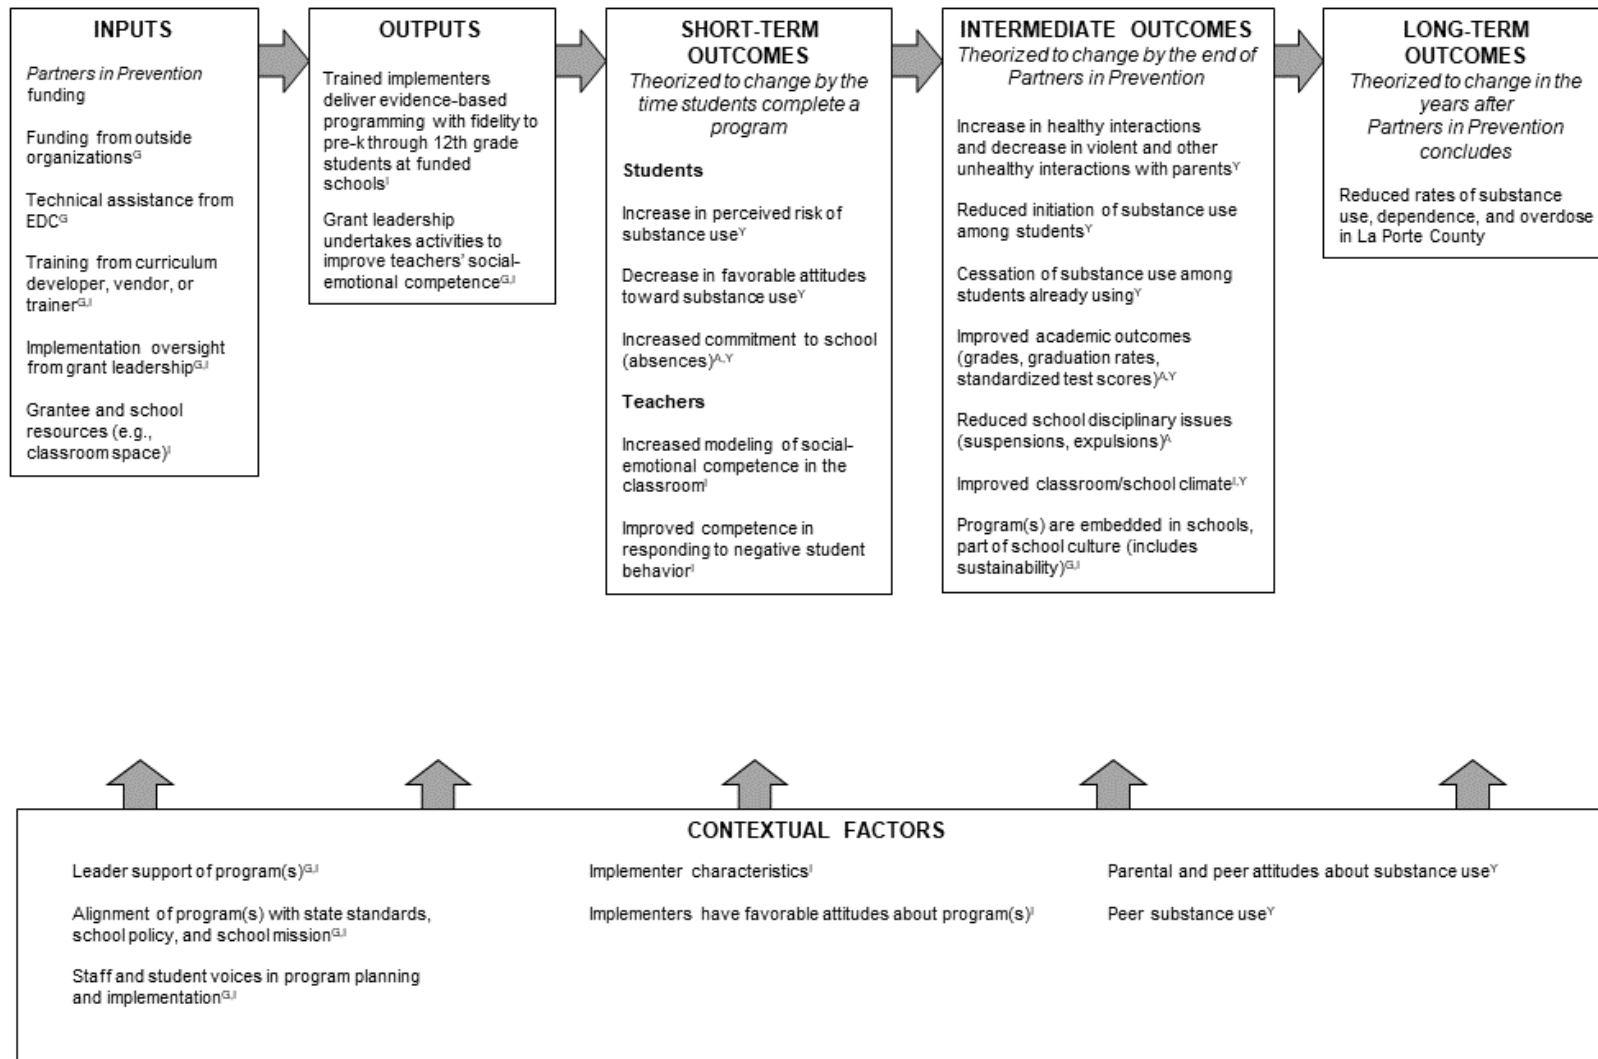 INPUTS
Partners in Prevention
funding
Funding from outside
organizationsᴳ
Technical assistance from
EDCᴳ
Training from curriculum
developer, vendor, or
trainerᴳ,ᴵ
Implementation oversight
from grant leadershipᴳ,ᴵ
Grantee and school
resources (e.g.,
classroom space)ᴵ
OUTPUTS
Trained implementers
deliver evidence-based
programming with fidelity to
pre-k through 12th grade
students at funded
schoolsᴵ
Grant leadership
undertakes activities to
improve teachers' social-
emotional competenceᴳ,ᴵ
SHORT-TERM
OUTCOMES
Theorized to change by the
time students complete a
program
Students
Increase in perceived risk of
substance useʸ
Decrease in favorable attitudes
toward substance useʸ
Increased commitment to school
(absences)ᴬ,ʸ
Teachers
Increased modeling of social-
emotional competence in the
classroomᴵ
Improved competence in
responding to negative student
behaviorᴵ
INTERMEDIATE OUTCOMES
Theorized to change by the end of
Partners in Prevention
Increase in healthy interactions
and decrease in violent and other
unhealthy interactions with parentsʸ
Reduced initiation of substance use
among studentsʸ
Cessation of substance use among
students already usingʸ
Improved academic outcomes
(grades, graduation rates,
standardized test scores)ᴬ,ʸ
Reduced school disciplinary issues
(suspensions, expulsions)ᴬ
Improved classroom/school climateᴵ,ʸ
Program(s) are embedded in schools,
part of school culture (includes
sustainability)ᴳ,ᴵ
LONG-TERM
OUTCOMES
Theorized to change in the
years after
Partners in Prevention
concludes
Reduced rates of substance
use, dependence, and overdose
in La Porte County
CONTEXTUAL FACTORS
Leader support of program(s)ᴳ,ᴵ
Alignment of program(s) with state standards,
school policy, and school missionᴳ,ᴵ
Staff and student voices in program planning
and implementationᴳ,ᴵ
Implementer characteristicsᴵ
Implementers have favorable attitudes about program(s)ᴵ
Parental and peer attitudes about substance useʸ
Peer substance useʸ